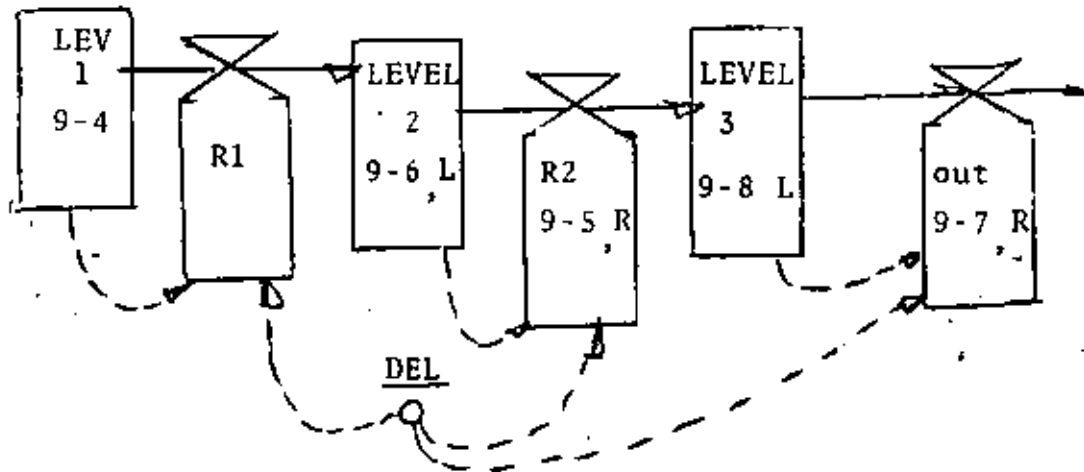 LEV
1
9-4
R1
LEVEL
2
9-6, L
R2
9-5, R
LEVEL
3
9-8 L
out
9-7, R
DEL